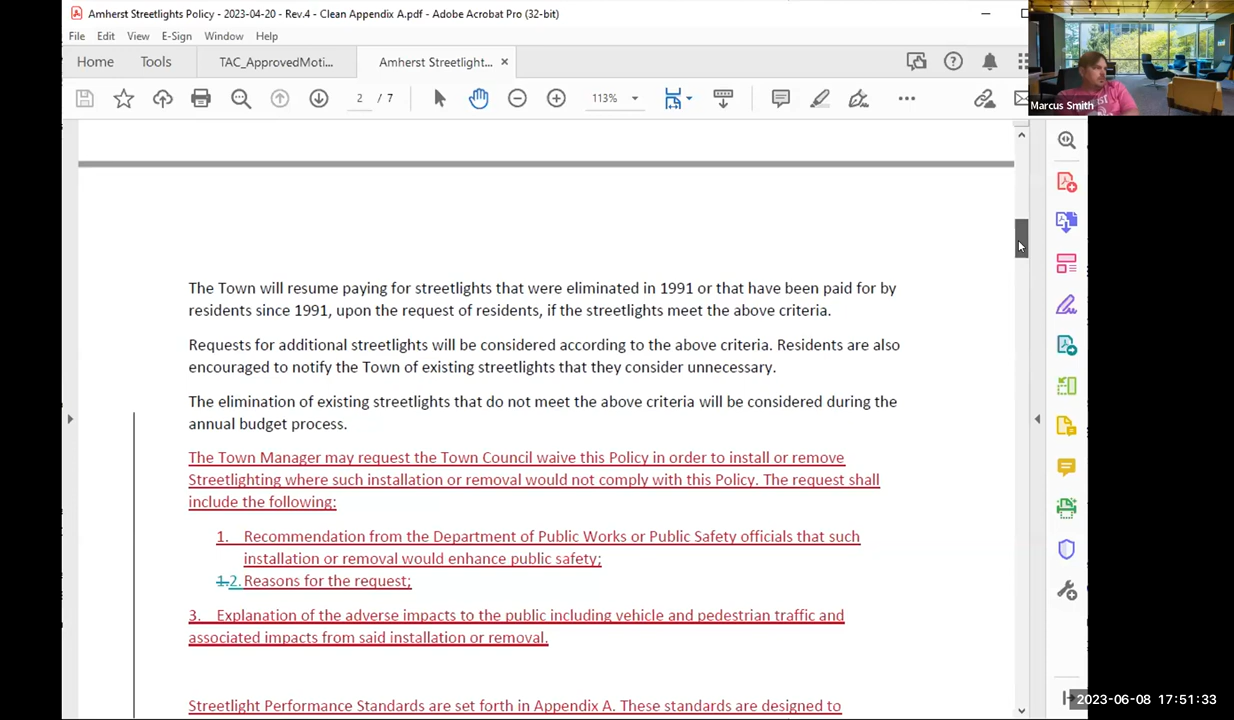 Amherst Streetlights Policy - 2023-04-20 - Rev.4 - Clean Appendix A.pdf - Adobe Acrobat Pro (32-bit)
File Edit View E-Sign Window Help
Home Tools TAC_ApprovedMoti... Amherst Streetlight... ×
2 / 7 113%
Marcus Smith
The Town will resume paying for streetlights that were eliminated in 1991 or that have been paid for by
residents since 1991, upon the request of residents, if the streetlights meet the above criteria.
Requests for additional streetlights will be considered according to the above criteria. Residents are also
encouraged to notify the Town of existing streetlights that they consider unnecessary.
The elimination of existing streetlights that do not meet the above criteria will be considered during the
annual budget process.
The Town Manager may request the Town Council waive this Policy in order to install or remove
Streetlighting where such installation or removal would not comply with this Policy. The request shall
include the following:
1. Recommendation from the Department of Public Works or Public Safety officials that such
installation or removal would enhance public safety;
1.2. Reasons for the request;
3. Explanation of the adverse impacts to the public including vehicle and pedestrian traffic and
associated impacts from said installation or removal.
Streetlight Performance Standards are set forth in Appendix A. These standards are designed to
2023-06-08 17:51:33